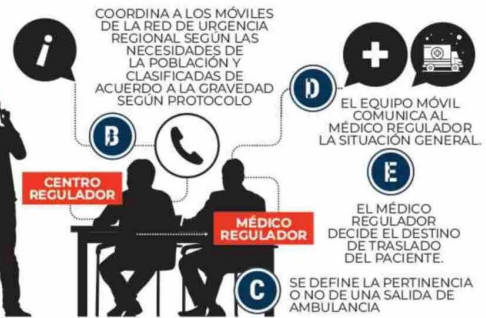 COORDINA A LOS MÓVILES
DE LA RED DE URGENCIA
REGIONAL SEGÚN LAS
NECESIDADES DE
LA POBLACIÓN Y
CLASIFICADAS DE
ACUERDO A LA GRAVEDAD
SEGÚN PROTOCOLO
B
CENTRO
REGULADOR
MÉDICO
REGULADOR
C
SE DEFINE LA PERTINENCIA
O NO DE UNA SALIDA DE
AMBULANCIA
D
EL EQUIPO MÓVIL
COMUNICA AL
MÉDICO REGULADOR
LA SITUACIÓN GENERAL.
E
EL MÉDICO
REGULADOR
DECIDE EL DESTINO
DE TRASLADO
DEL PACIENTE.